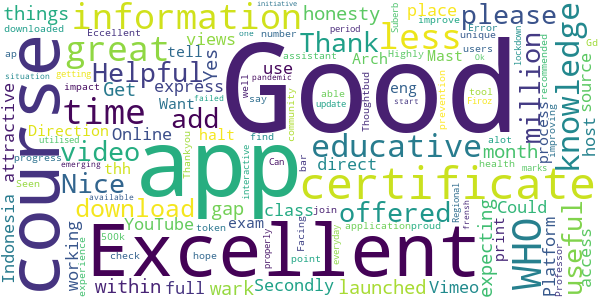 things
information
place
honesty
please
improve
downloaded
one number
initiative
Suberb
Eccellent
great
Thank
less
Error
unique
views
tell
assistant
Highly
users
ap
Helpful
Yes
Arch
Mast
Ok
lockdown
Gd
situation
getting
use
express
eng
million
process
recommended
source
knowledge
Good
course
impact
Get
failed
well
say
pandemic
period
able
update
Thoughtbud
start
tool
Firoz
prevention
time
add
Want
Direction
Online
halt
community
find
educative
host
improving
attractive
Indonesia
video
utilised
thh
Thankyou
bar
direct
month
progress
emerging
Nice
app
interactive
Can
certificate
health
alot
marks
Seen
available
download
gap
class
join
offered
Could
YouTube
exam
application
proud
Regional
frensh
WHO
useful
500k
token
Facing
everyday
expecting
print
Platform
Professor
access
working
experience
check
hope
properly
point
within
full
wark
Secondly
launched
Vimeo
Excellent